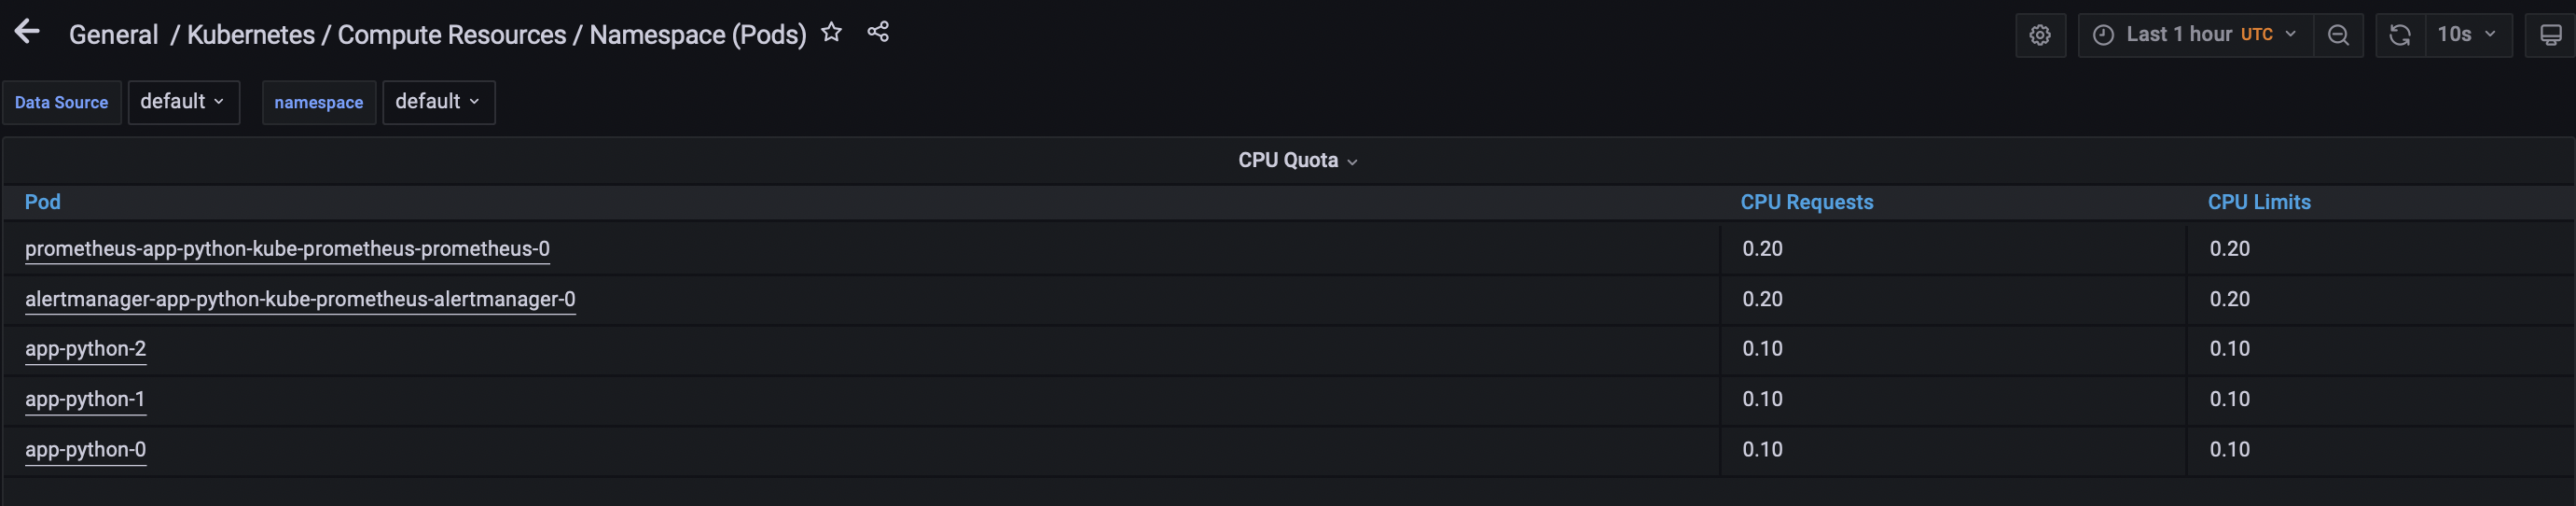 General / Kubernetes / Compute Resources / Namespace (Pods) Last 1 hour UTC 10s
Data Source default namespace default
CPU Quota
Pod CPU Requests CPU Limits
prometheus-app-python-kube-prometheus-prometheus-0 0.20 0.20
alertmanager-app-python-kube-prometheus-alertmanager-0 0.20 0.20
app-python-2 0.10 0.10
app-python-1 0.10 0.10
app-python-0 0.10 0.10